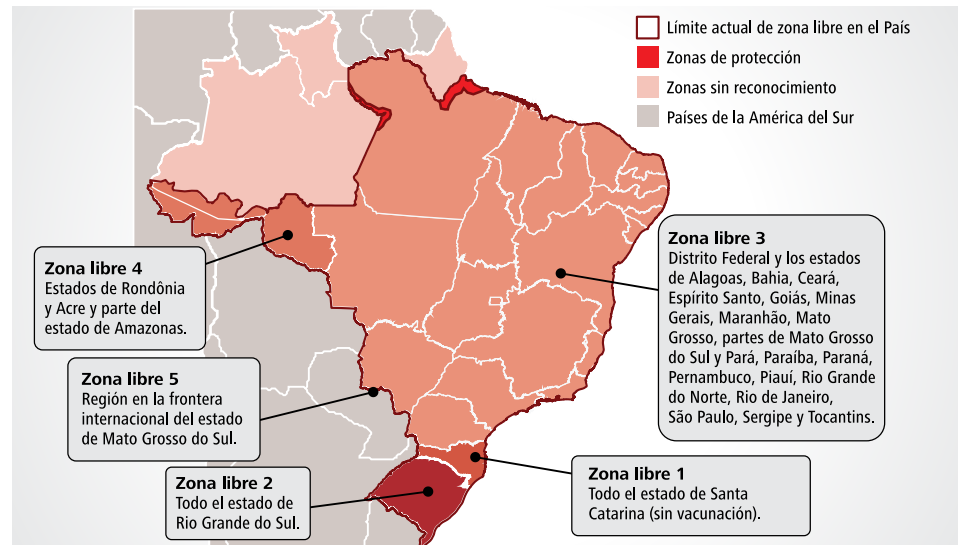 Límite actual de zona libre en el País
Zonas de protección
Zonas sin reconocimiento
Países de la América del Sur
Zona libre 4
Estados de Rondônia
y Acre y parte del
estado de Amazonas.
Zona libre 5
Región en la frontera
internacional del estado
de Mato Grosso do Sul.
Zona libre 2
Todo el estado de
Rio Grande do Sul.
Zona libre 3
Distrito Federal y los estados
de Alagoas, Bahia, Ceará,
Espírito Santo, Goiás, Minas
Gerais, Maranhão, Mato
Grosso, partes de Mato Grosso
do Sul y Pará, Paraíba, Paraná,
Pernambuco, Piauí, Rio Grande
do Norte, Rio de Janeiro,
São Paulo, Sergipe y Tocantins.
Zona libre 1
Todo el estado de Santa
Catarina (sin vacunación).